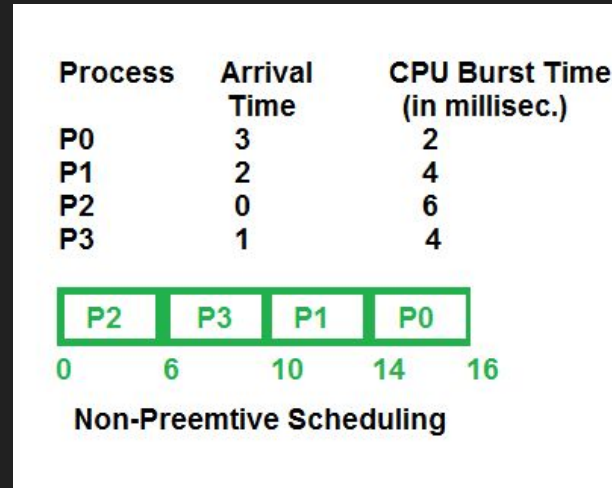 Process Arrival CPU Burst Time
Time (in millisec.)
P0 3 2
P1 2 4
P2 0 6
P3 1 4
P2 P3 P1 P0
0 6 10 14 16
Non-Preemtive Scheduling